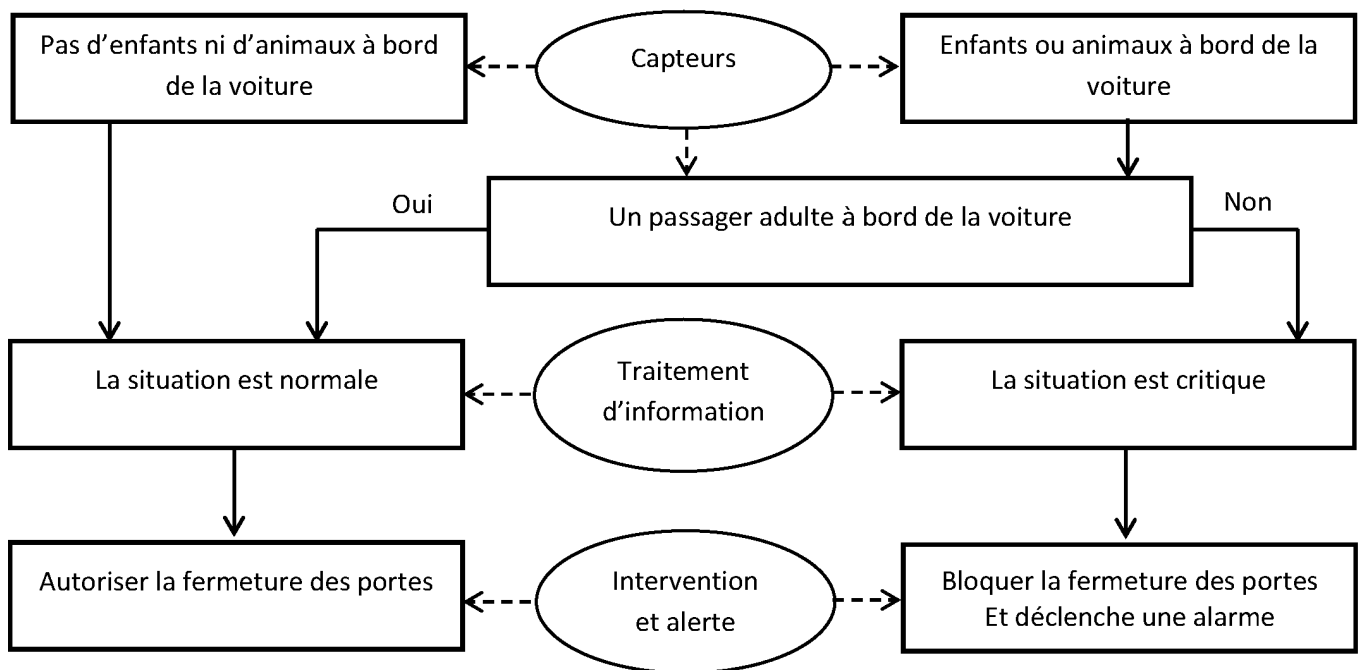 Pas d’enfants ni d’animaux à bord
de la voiture
Capteurs
Enfants ou animaux à bord de la
voiture
Oui
Un passager adulte à bord de la voiture
Non
La situation est normale
Traitement
d’information
La situation est critique
Autoriser la fermeture des portes
Intervention
et alerte
Bloquer la fermeture des portes
Et déclenche une alarme